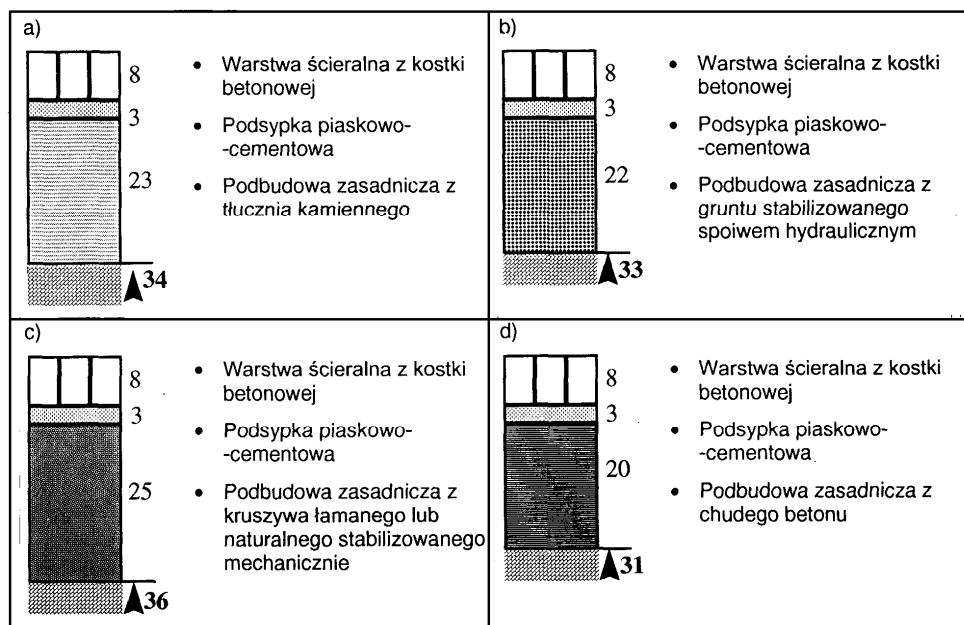 a)
8
3
23
34
• Warstwa ścieralna z kostki
betonowej
• Podsypka piaskowo-
-cementowa
• Podbudowa zasadnicza z
tłucznia kamiennego
b)
8
3
22
33
• Warstwa ścieralna z kostki
betonowej
• Podsypka piaskowo-
-cementowa
• Podbudowa zasadnicza z
gruntu stabilizowanego
spoiwem hydraulicznym
c)
8
3
25
36
• Warstwa ścieralna z kostki
betonowej
• Podsypka piaskowo-
-cementowa
• Podbudowa zasadnicza z
kruszywa łamanego lub
naturalnego stabilizowanego
mechanicznie
d)
8
3
20
31
• Warstwa ścieralna z kostki
betonowej
• Podsypka piaskowo-
-cementowa
• Podbudowa zasadnicza z
chudego betonu